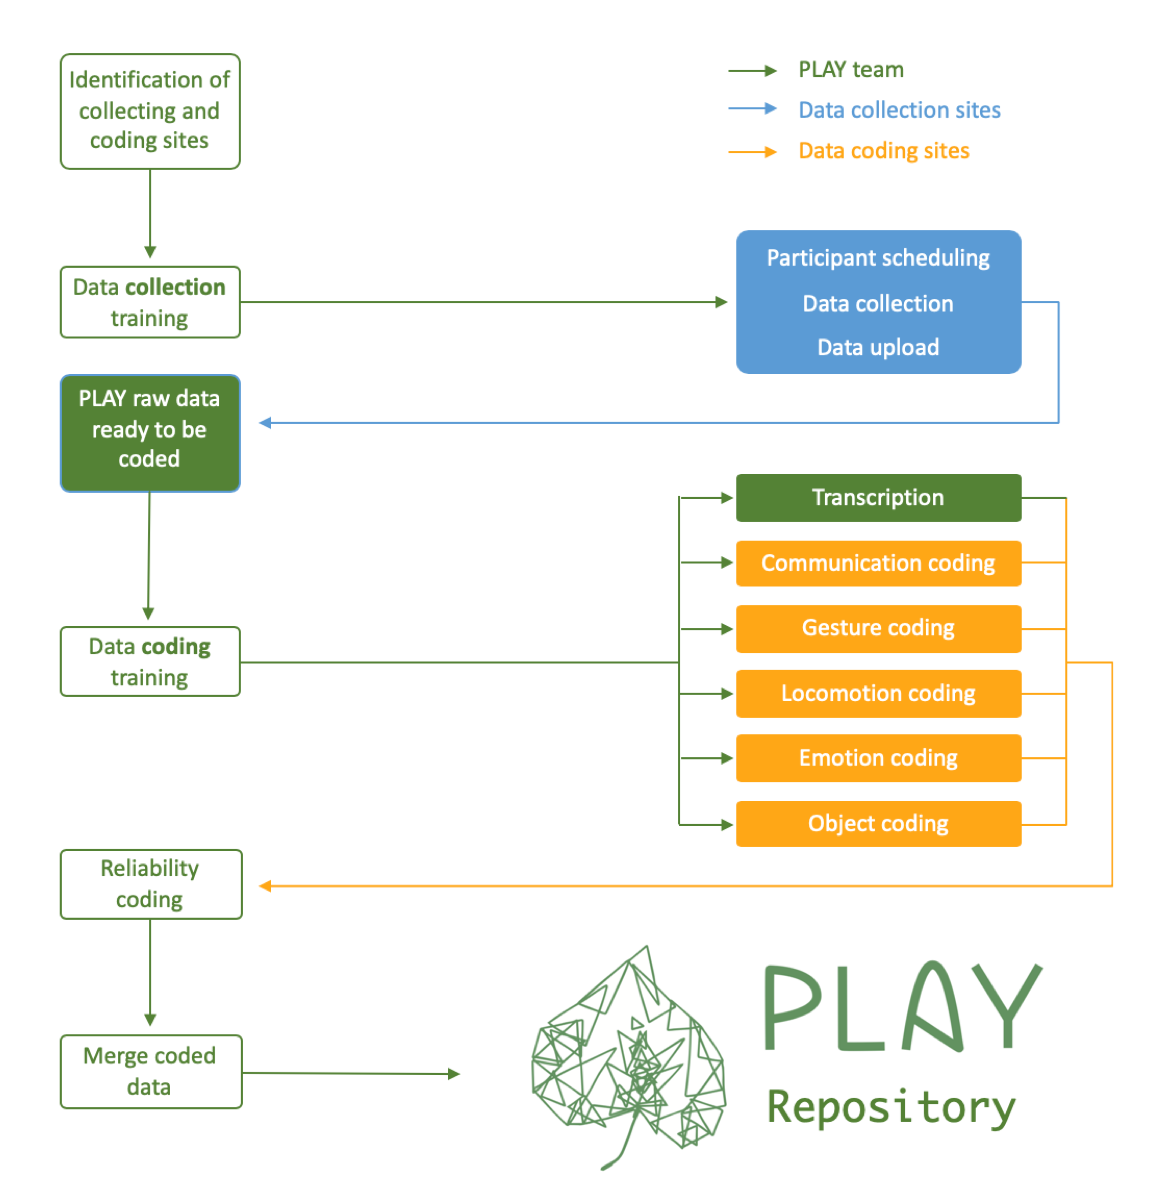 Identification of
collecting and
coding sites
PLAY team
Data collection sites
Data coding sites
Data collection
training
Participant scheduling
Data collection
Data upload
PLAY raw data
ready to be
coded
Transcription
Communication coding
Gesture coding
Locomotion coding
Emotion coding
Object coding
Data coding
training
Reliability
coding
Merge coded
data
PLAY
Repository